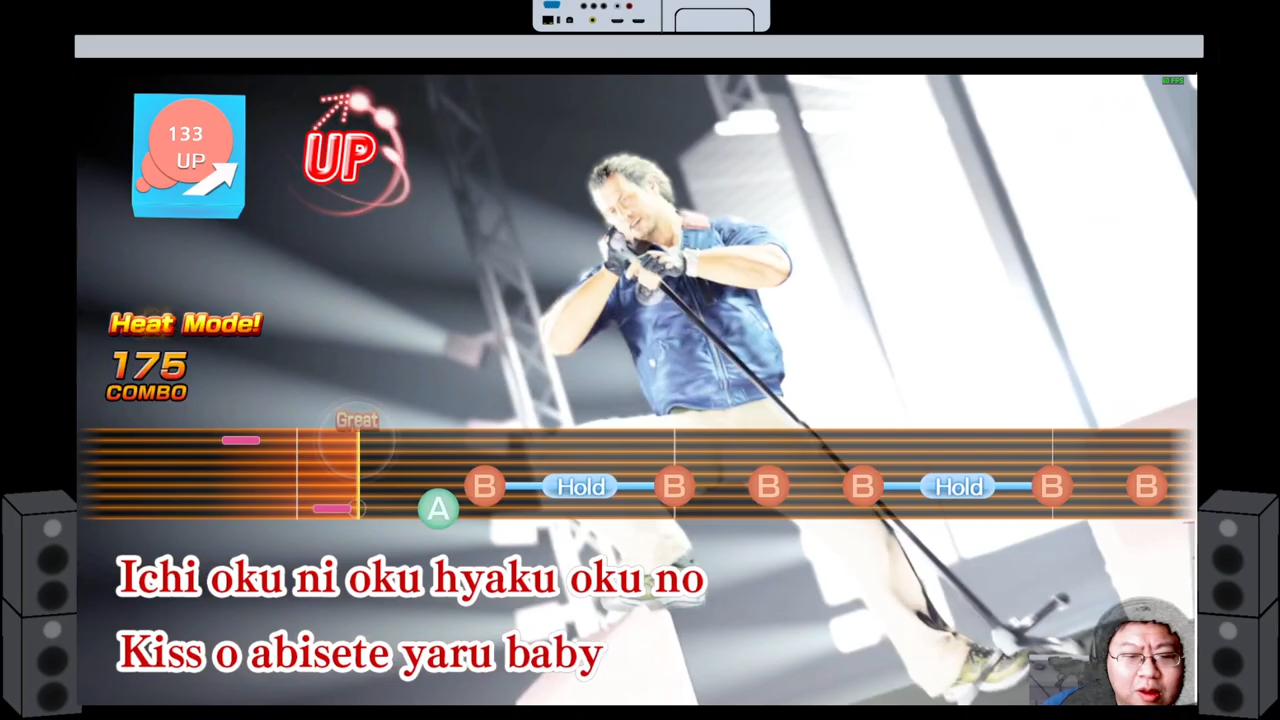 133
UP
UP
Heat Mode!
175
COMBO
Great
A B Hold B B B Hold B B
Ichi oku ni oku hyaku oku no
Kiss o abisete yaru baby